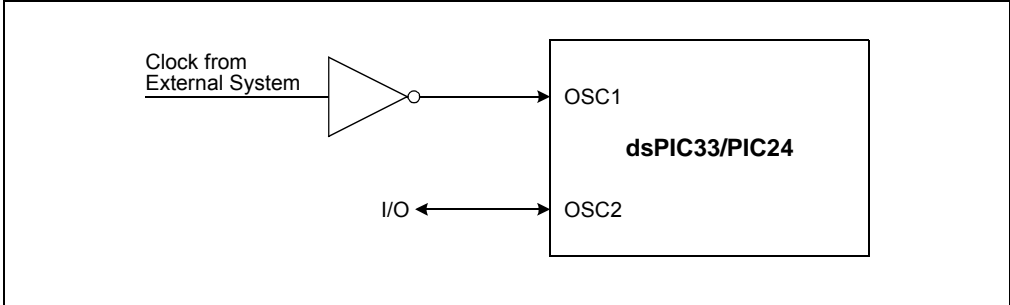 Clock from
External System
OSC1
dsPIC33/PIC24
I/O
OSC2